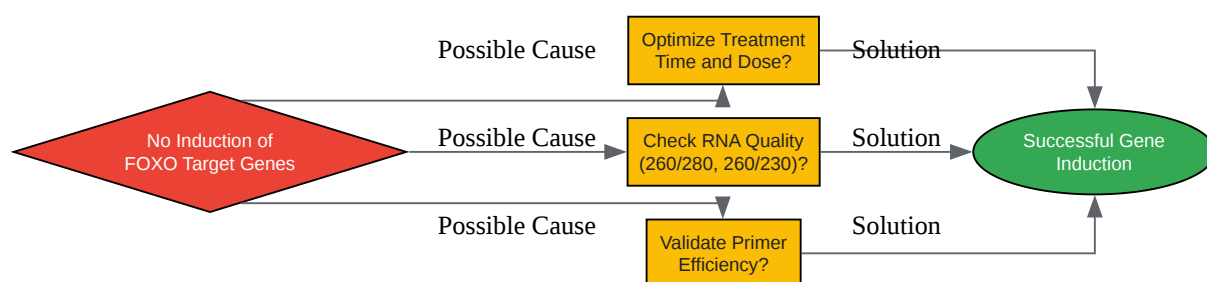 Possible Cause
Optimize Treatment
Time and Dose?
Solution
No Induction of
FOXO Target Genes
Possible Cause
Check RNA Quality
(260/280, 260/230)?
Solution
Successful Gene
Induction
Possible Cause
Validate Primer
Efficiency?
Solution